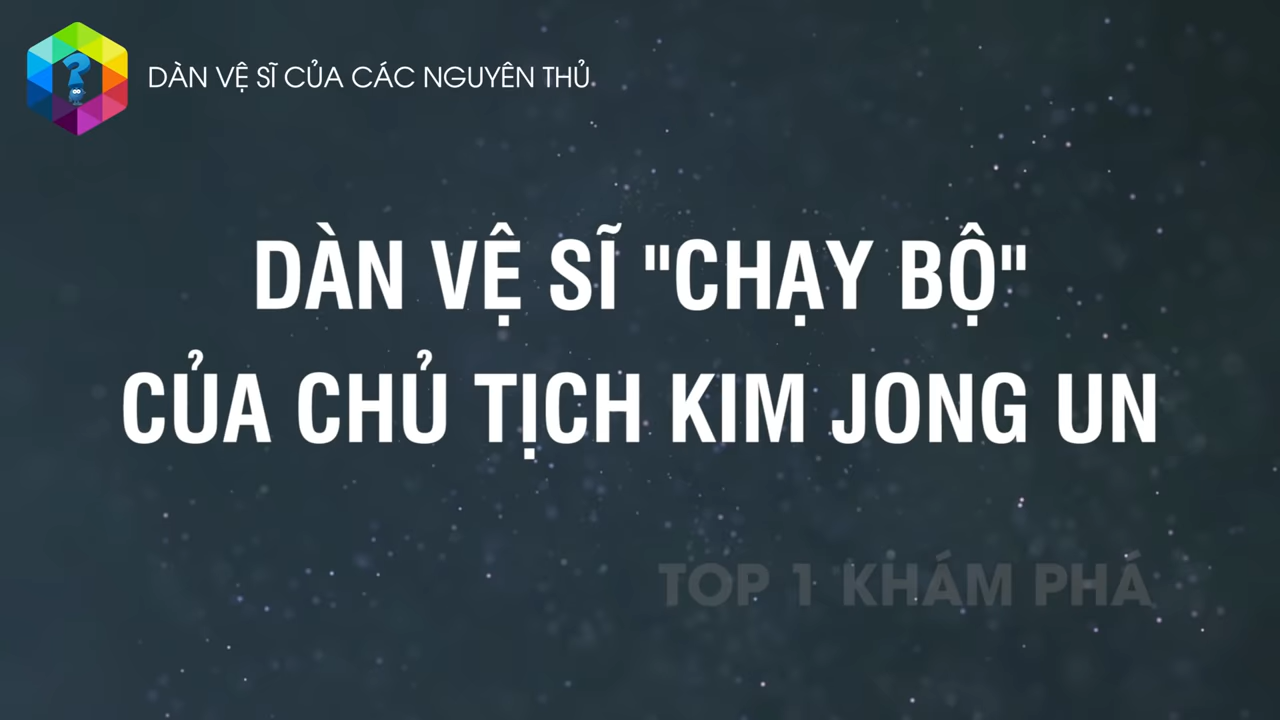 DÀN VỆ SĨ CỦA CÁC NGUYÊN THỦ
DÀN VỆ SĨ "CHẠY BỘ"
CỦA CHỦ TỊCH KIM JONG UN
TOP 1 KHÁM PHÁ